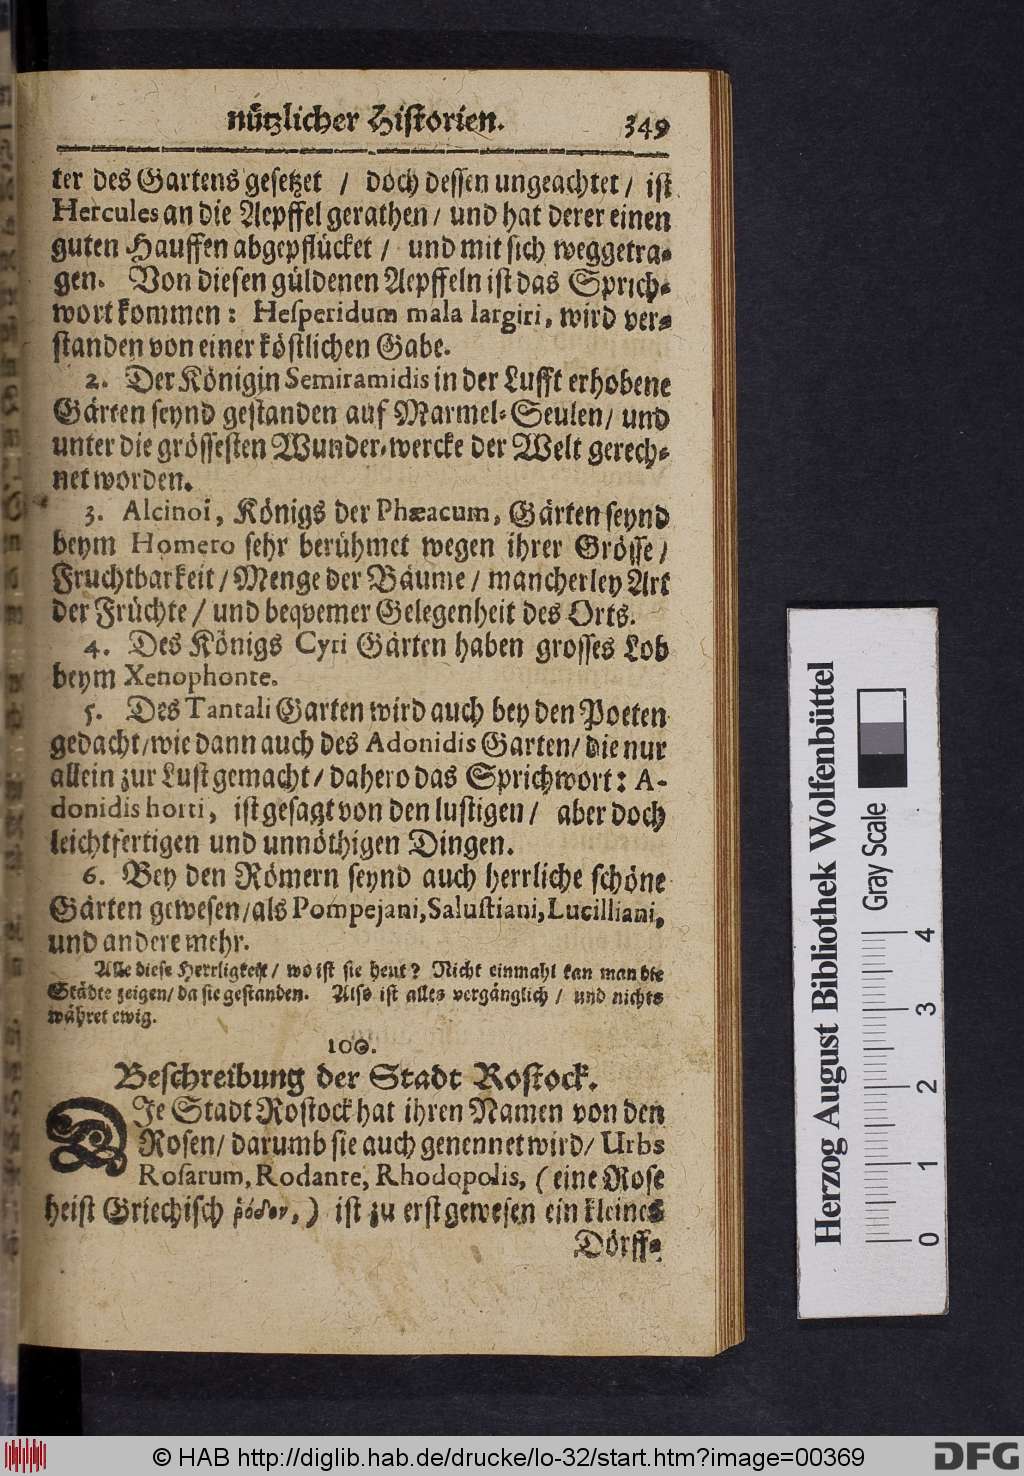 nützlicher Historien. 349
ter des Gartens gesetzet / doch dessen ungeachtet / ist
Hercules an die Aepffel gerathen / und hat derer einen
guten Hauffen abgepflücket / und mit sich weggetra-
gen. Von diesen güldenen Aepffeln ist das Sprich-
wort kommen: Hesperidum mala largiri, wird ver-
standen von einer köstlichen Gabe.
2. Der Königin Semiramidis in der Lufft erhobene
Gärten seynd gestanden auf Marmel-Seulen / und
unter die grössesten Wunder-wercke der Welt gerech-
net worden.
3. Alcinoi, Königs der Phæacum, Gärten seynd
beym Homero sehr berühmet wegen ihrer Grösse /
Fruchtbarkeit / Menge der Bäume / mancherley Art
der Früchte / und beqvemer Gelegenheit des Orts.
4. Des Königs Cyri Gärten haben grosses Lob
beym Xenophonte.
5. Des Tantali Garten wird auch bey den Poeten
gedacht / wie dann auch des Adonidis Garten / die nur
allein zur Lust gemacht / dahero das Sprichwort: A-
donidis horti, ist gesagt von den lustigen / aber doch
leichtfertigen und unnöthigen Dingen.
6. Bey den Römern seynd auch herrliche schöne
Gärten gewesen / als Pompejani, Salustiani, Lucilliani,
und andere mehr.
Alle diese Herrligkeit / wo ist sie heut? Nicht einmahl kan man die
Städte zeigen / da sie gestanden. Also ist alles vergänglich / und nichts
währet ewig.
100.
Beschreibung der Stadt Rostock.
DJe Stadt Rostock hat ihren Namen von den
Rosen / darumb sie auch genennet wird / Urbs
Rosarum, Rodante, Rhodopolis, (eine Rose
heist Griechisch ῥόδον,) ist zu erst gewesen ein kleines
Dörff-
Herzog August Bibliothek Wolfenbüttel
Gray Scale
0 1 2 3 4
© HAB http://diglib.hab.de/drucke/lo-32/start.htm?image=00369
DFG